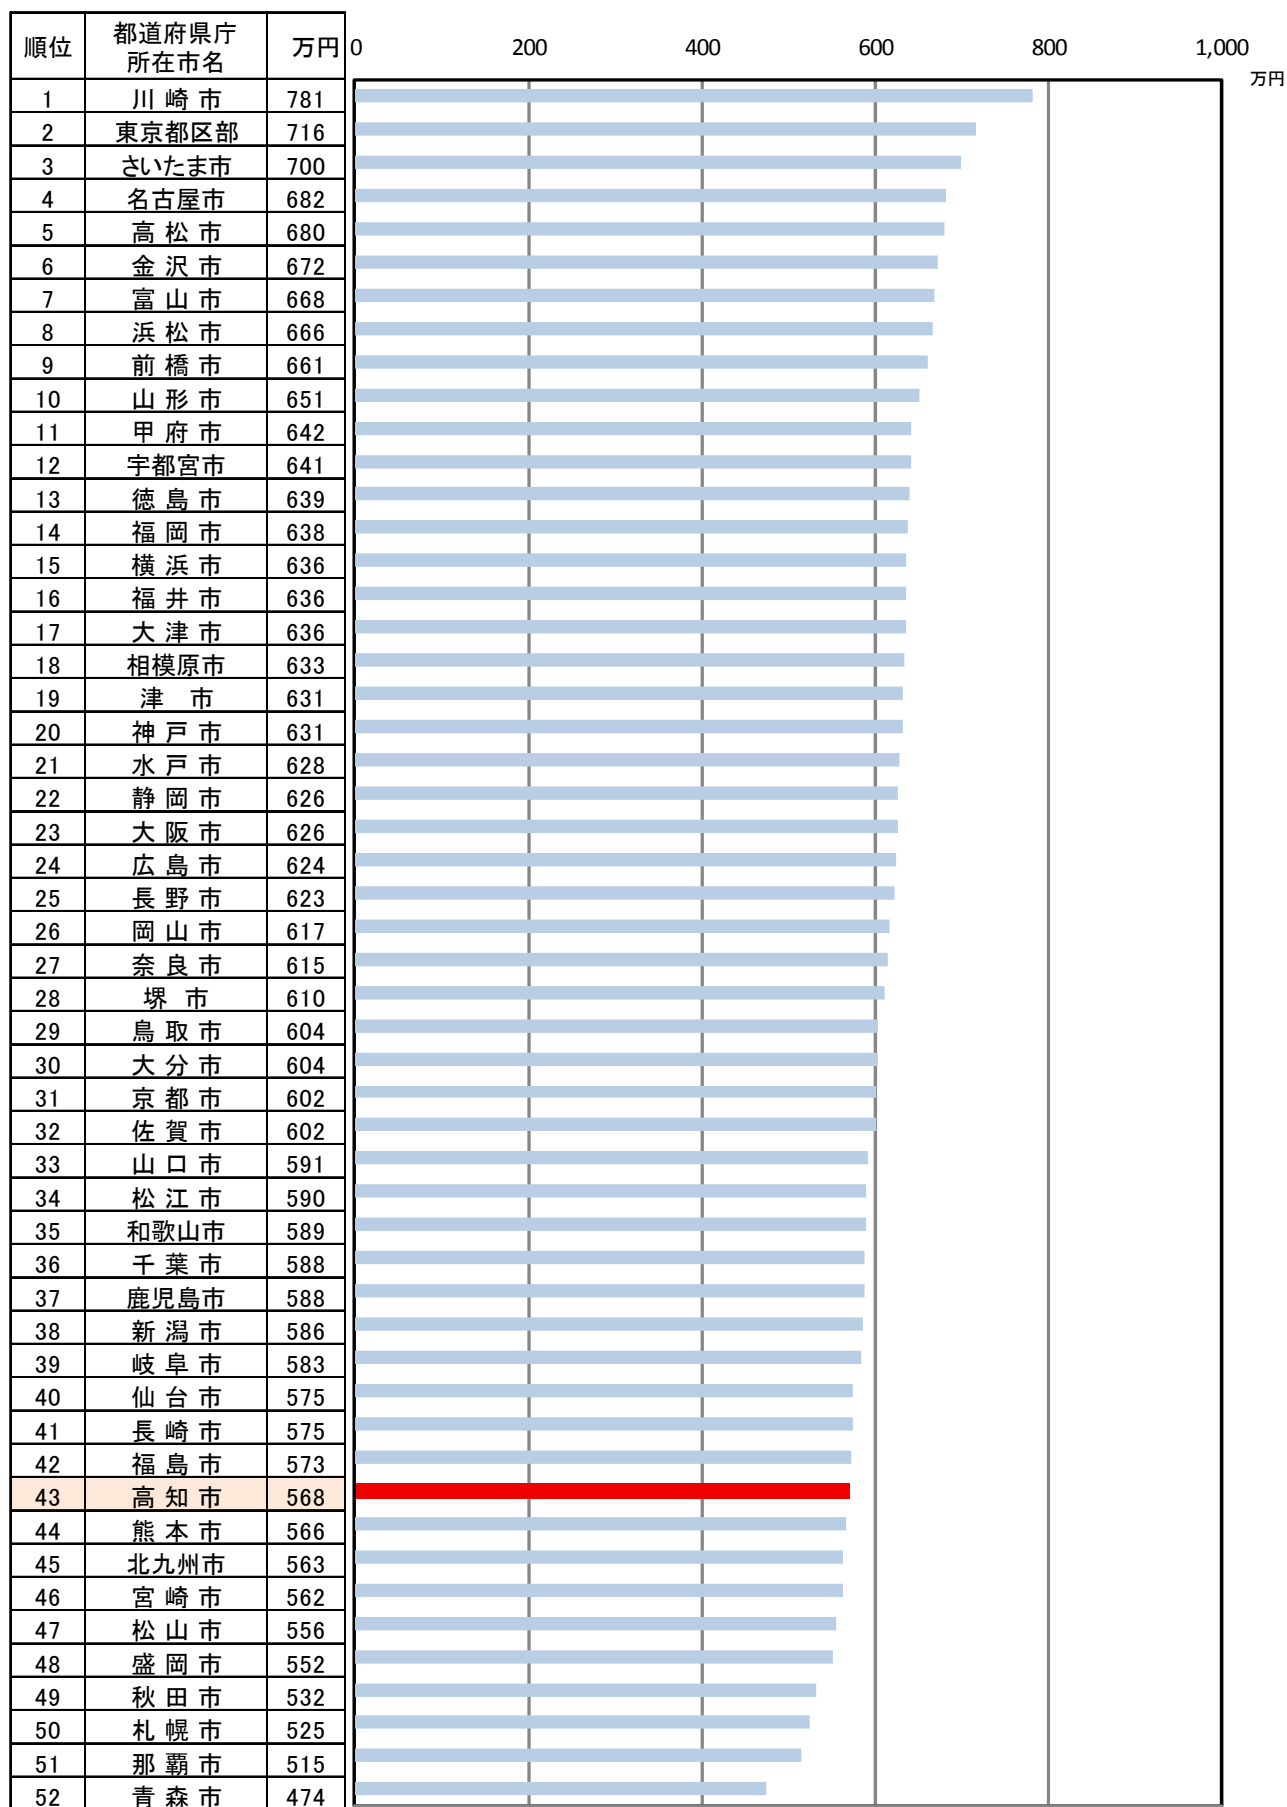 順位 都道府県庁 所在市名 万円 0 200 400 600 800 1,000
万円
1 川崎市 781
2 東京都区部 716
3 さいたま市 700
4 名古屋市 682
5 高松市 680
6 金沢市 672
7 富山市 668
8 浜松市 666
9 前橋市 661
10 山形市 651
11 甲府市 642
12 宇都宮市 641
13 徳島市 639
14 福岡市 638
15 横浜市 636
16 福井市 636
17 大津市 636
18 相模原市 633
19 津市 631
20 神戸市 631
21 水戸市 628
22 静岡市 626
23 大阪市 626
24 広島市 624
25 長野市 623
26 岡山市 617
27 奈良市 615
28 堺市 610
29 鳥取市 604
30 大分市 604
31 京都市 602
32 佐賀市 602
33 山口市 591
34 松江市 590
35 和歌山市 589
36 千葉市 588
37 鹿児島市 588
38 新潟市 586
39 岐阜市 583
40 仙台市 575
41 長崎市 575
42 福島市 573
43 高知市 568
44 熊本市 566
45 北九州市 563
46 宮崎市 562
47 松山市 556
48 盛岡市 552
49 秋田市 532
50 札幌市 525
51 那覇市 515
52 青森市 474